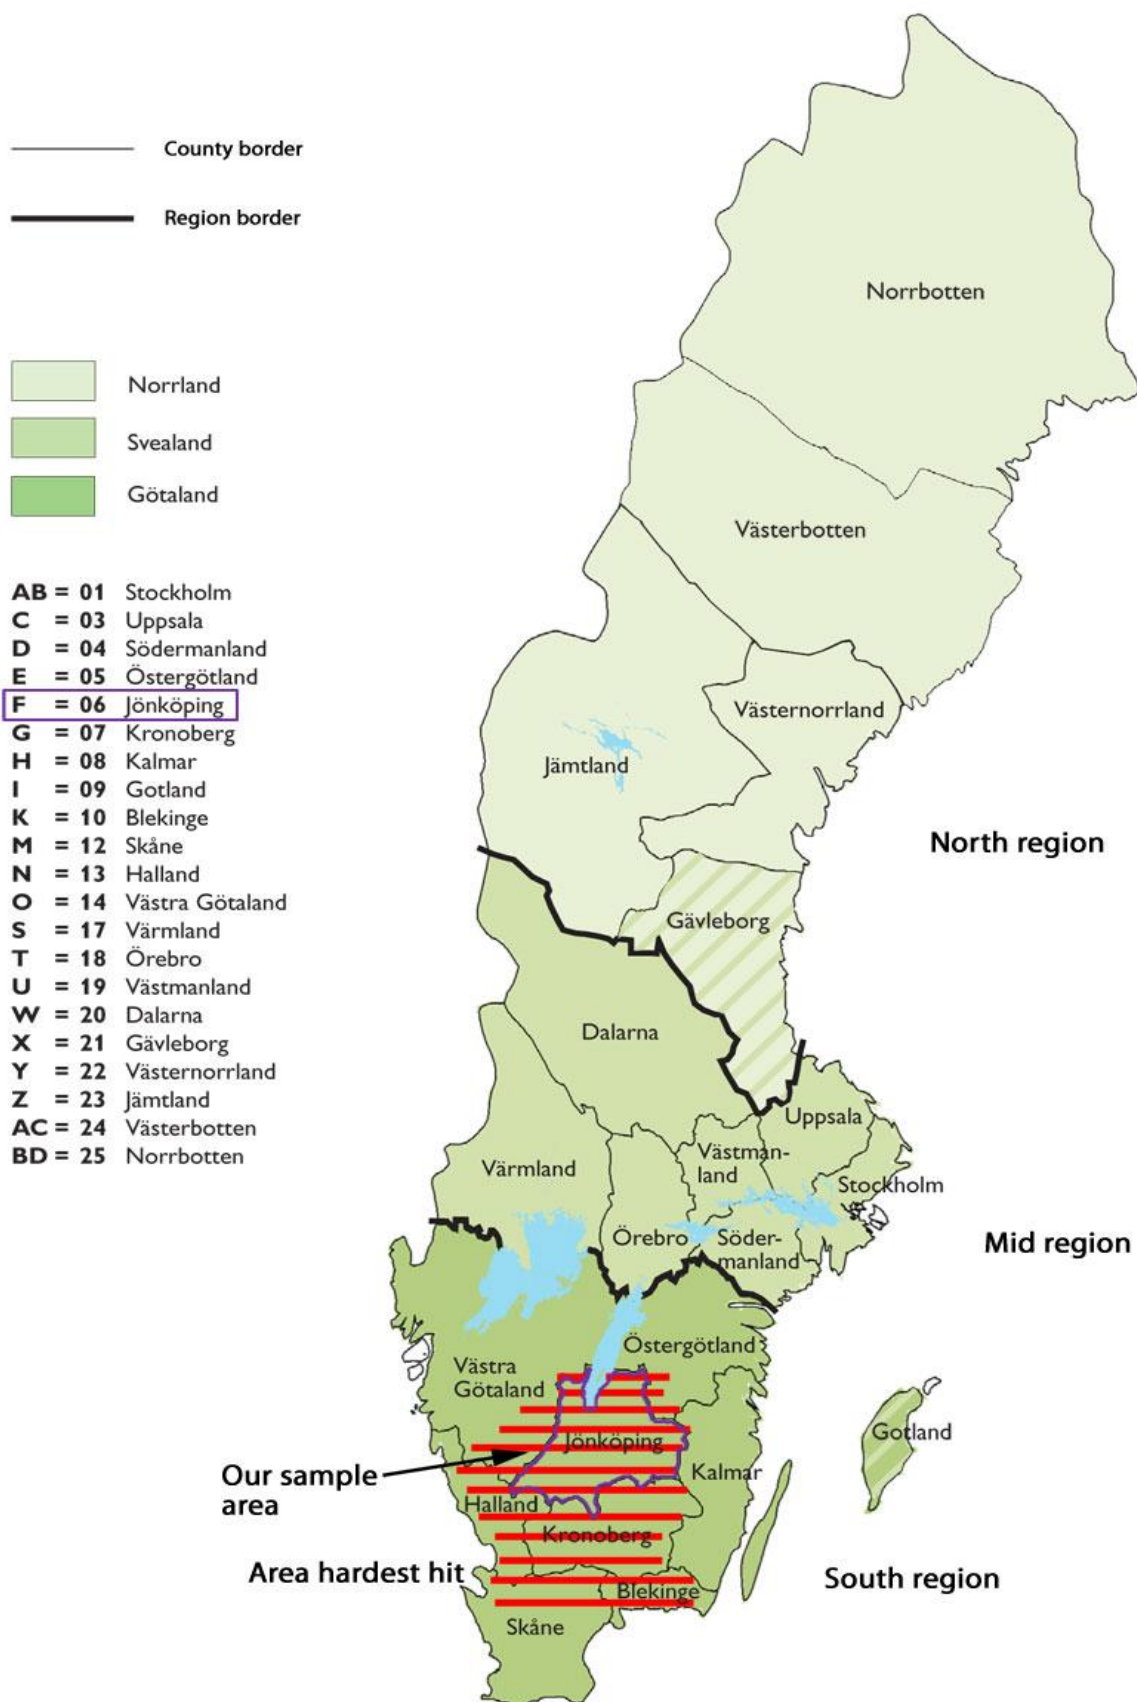 County border
Region border
Norrland
Svealand
Götaland
AB = 01 Stockholm
C = 03 Uppsala
D = 04 Södermanland
E = 05 Östergötland
F = 06 Jönköping
G = 07 Kronoberg
H = 08 Kalmar
I = 09 Gotland
K = 10 Blekinge
M = 12 Skåne
N = 13 Halland
O = 14 Västra Götaland
S = 17 Värmland
T = 18 Örebro
U = 19 Västmanland
W = 20 Dalarna
X = 21 Gävleborg
Y = 22 Västernorrland
Z = 23 Jämtland
AC = 24 Västerbotten
BD = 25 Norrbotten
Norrbotten
Västerbotten
Västernorrland
Jämtland
North region
Gävleborg
Dalarna
Uppsala
Västman-
land
Värmland
Stockholm
Örebro
Söder-
manland
Mid region
Östergötland
Västra
Götaland
Gotland
Jönköping
Kalmar
Our sample
area
Halland
Kronoberg
Area hardest hit
Blekinge
South region
Skåne